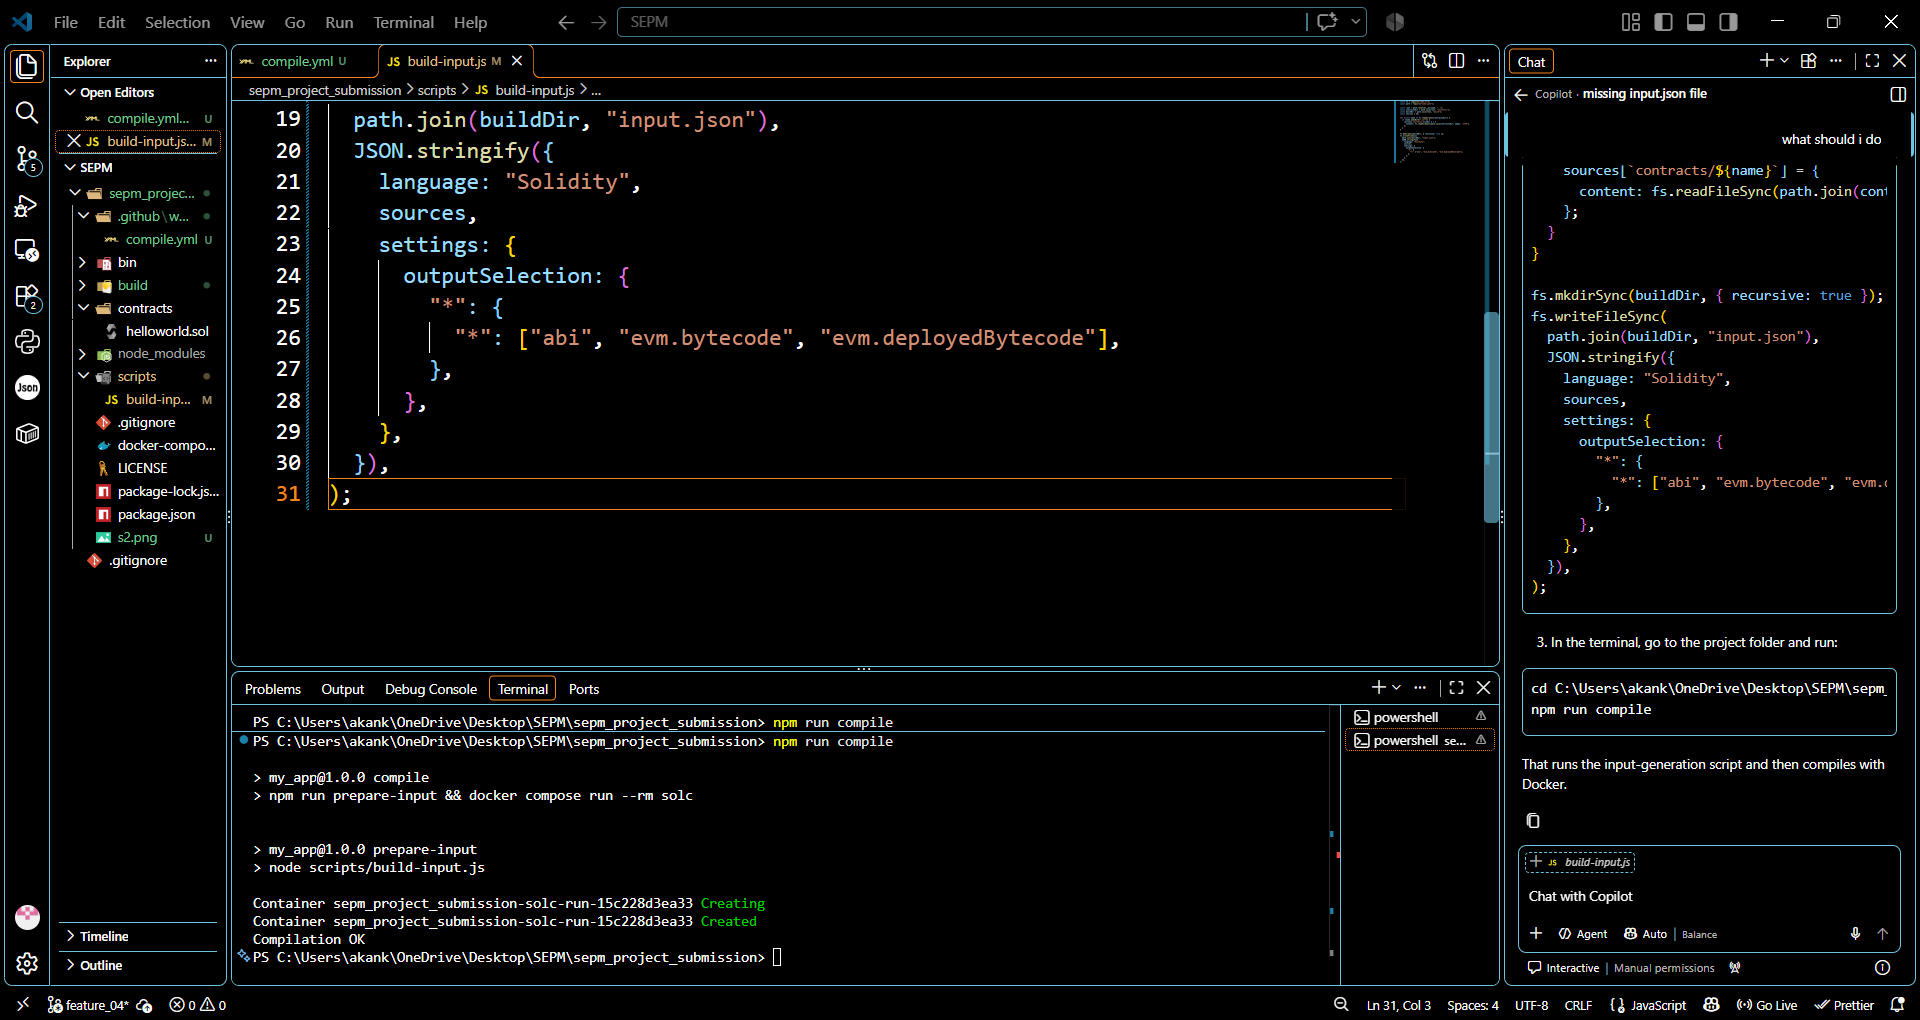 File Edit Selection View Go Run Terminal Help
SEPM
Explorer
Open Editors
compile.yml... U
JS build-input.js... M
SEPM
sepm_projec...
.github\w...
compile.yml U
bin
build
contracts
helloworld.sol
node_modules
scripts
JS build-inp... M
.gitignore
docker-compo...
LICENSE
package-lock.js...
package.json
s2.png U
.gitignore
Timeline
Outline
5
2
Json
compile.yml U
JS build-input.js M
sepm_project_submission > scripts > JS build-input.js > ...
19 path.join(buildDir, "input.json"),
20 JSON.stringify({
21 language: "Solidity",
22 sources,
23 settings: {
24 outputSelection: {
25 "*": {
26 "*": ["abi", "evm.bytecode", "evm.deployedBytecode"],
27 },
28 },
29 },
30 }),
31 );
Problems Output Debug Console Terminal Ports
PS C:\Users\akank\OneDrive\Desktop\SEPM\sepm_project_submission> npm run compile
PS C:\Users\akank\OneDrive\Desktop\SEPM\sepm_project_submission> npm run compile
> my_app@1.0.0 compile
> npm run prepare-input && docker compose run --rm solc
> my_app@1.0.0 prepare-input
> node scripts/build-input.js
Container sepm_project_submission-solc-run-15c228d3ea33 Creating
Container sepm_project_submission-solc-run-15c228d3ea33 Created
Compilation OK
PS C:\Users\akank\OneDrive\Desktop\SEPM\sepm_project_submission>
powershell
powershell se...
Chat
Copilot · missing input.json file
what should i do
sources[`contracts/${name}`] = {
content: fs.readFileSync(path.join(cont
};
}
}
fs.mkdirSync(buildDir, { recursive: true });
fs.writeFileSync(
path.join(buildDir, "input.json"),
JSON.stringify({
language: "Solidity",
sources,
settings: {
outputSelection: {
"*": {
"*": ["abi", "evm.bytecode", "evm.d
},
},
},
}),
);
3. In the terminal, go to the project folder and run:
cd C:\Users\akank\OneDrive\Desktop\SEPM\sepm_
npm run compile
That runs the input-generation script and then compiles with
Docker.
JS build-input.js
Chat with Copilot
Agent Auto | Balance
Interactive | Manual permissions
feature_04* 0 0
Ln 31, Col 3 Spaces: 4 UTF-8 CRLF {} JavaScript Go Live Prettier